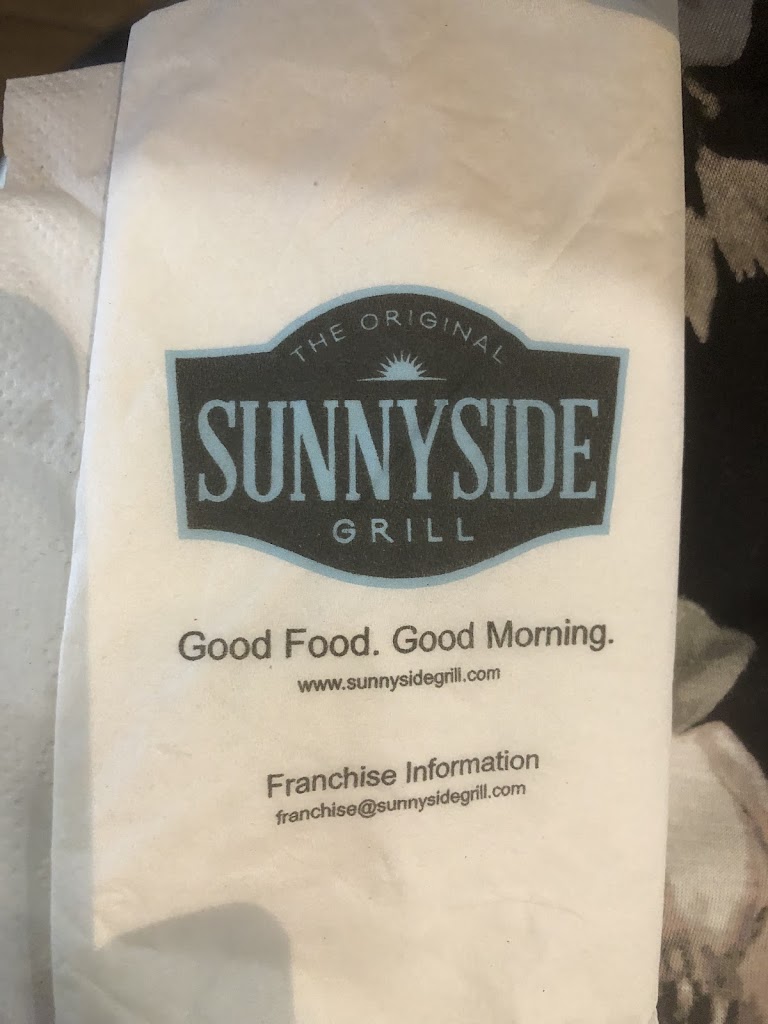 THE ORIGINAL
SUNNYSIDE
GRILL
Good Food. Good Morning.
www.sunnysidegrill.com
Franchise Information
franchise@sunnysidegrill.com